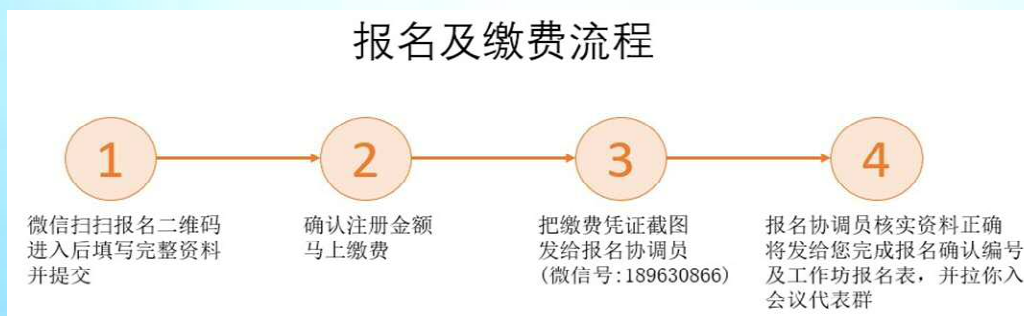 报名及缴费流程
1
2
3
4
微信扫扫报名二维码
进入后填写完整资料
并提交
确认注册金额
马上缴费
把缴费凭证截图
发给报名协调员
(微信号:189630866)
报名协调员核实资料正确
将发给您完成报名确认编号
及工作坊报名表，并拉你入
会议代表群